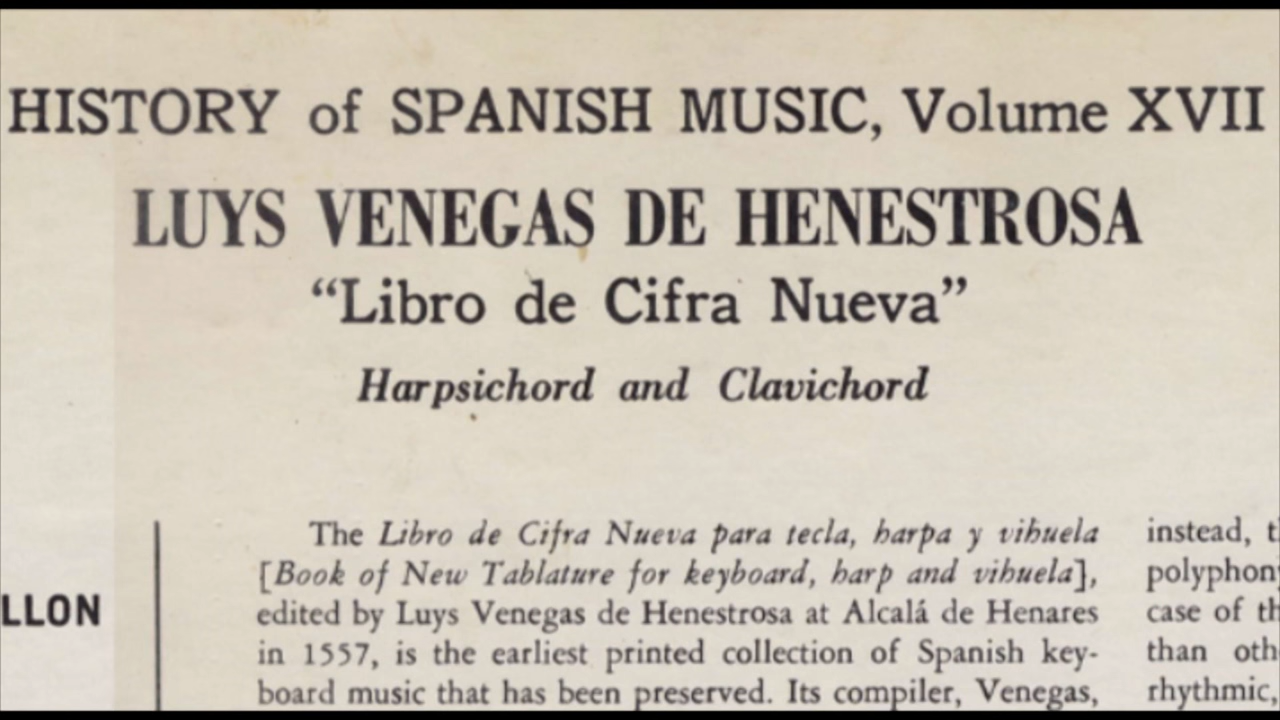 HISTORY of SPANISH MUSIC, Volume XVII
LUYS VENEGAS DE HENESTROSA
“Libro de Cifra Nueva”
Harpsichord and Clavichord
LLON
The Libro de Cifra Nueva para tecla, harpa y vihuela
[Book of New Tablature for keyboard, harp and vihuela],
edited by Luys Venegas de Henestrosa at Alcalá de Henares
in 1557, is the earliest printed collection of Spanish key-
board music that has been preserved. Its compiler, Venegas,
instead, t
polyphony
case of th
than oth
rhythmic,